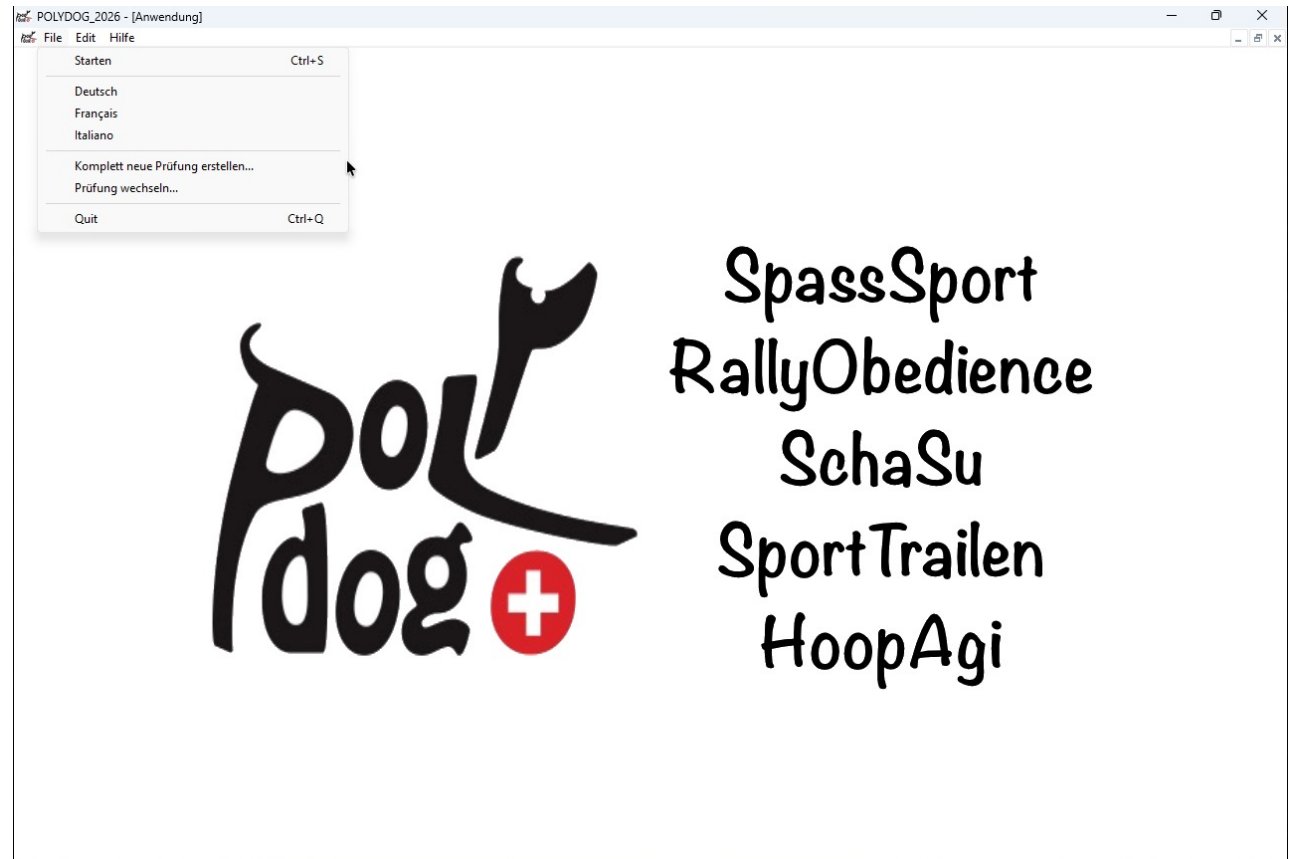 POLYDOG_2026 - [Anwendung]
File Edit Hilfe
Starten Ctrl+S
Deutsch
Français
Italiano
Komplett neue Prüfung erstellen...
Prüfung wechseln...
Quit Ctrl+Q
SpassSport
RallyObedience
SchaSu
SportTrailen
HoopAgi
Poly
dog